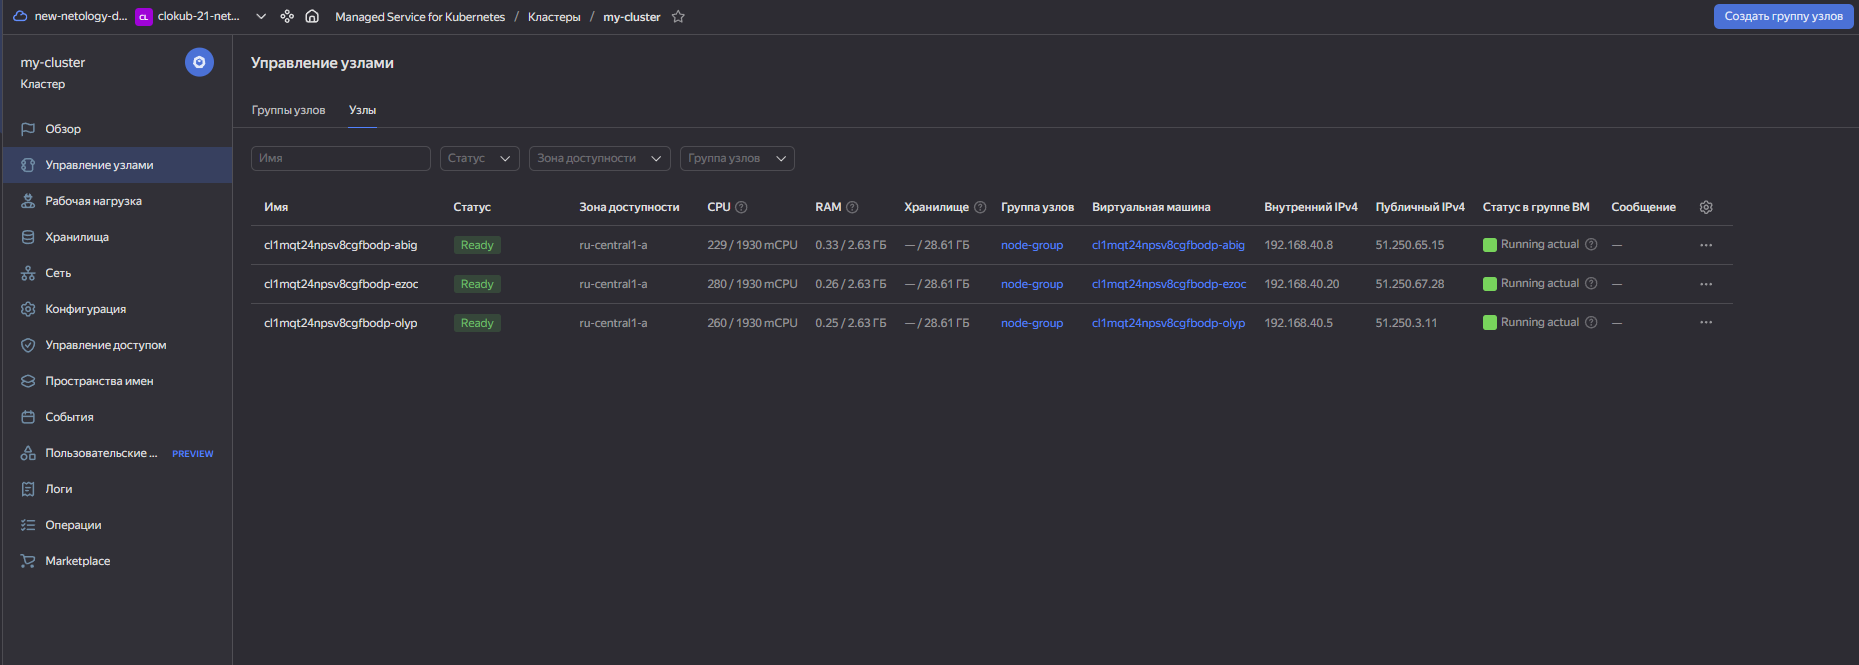 new-netology-d... CL clokub-21-net... Managed Service for Kubernetes / Кластеры / my-cluster Создать группу узлов
my-cluster
Кластер
Обзор
Управление узлами
Рабочая нагрузка
Хранилища
Сеть
Конфигурация
Управление доступом
Пространства имен
События
Пользовательские ... PREVIEW
Логи
Операции
Marketplace
Управление узлами
Группы узлов Узлы
Имя Статус Зона доступности Группа узлов
Имя Статус Зона доступности CPU RAM Хранилище Группа узлов Виртуальная машина Внутренний IPv4 Публичный IPv4 Статус в группе ВМ Сообщение
cl1mqt24npsv8cgfbodp-abig Ready ru-central1-a 229 / 1930 mCPU 0.33 / 2.63 ГБ — / 28.61 ГБ node-group cl1mqt24npsv8cgfbodp-abig 192.168.40.8 51.250.65.15 Running actual —
cl1mqt24npsv8cgfbodp-ezoc Ready ru-central1-a 280 / 1930 mCPU 0.26 / 2.63 ГБ — / 28.61 ГБ node-group cl1mqt24npsv8cgfbodp-ezoc 192.168.40.20 51.250.67.28 Running actual —
cl1mqt24npsv8cgfbodp-olyp Ready ru-central1-a 260 / 1930 mCPU 0.25 / 2.63 ГБ — / 28.61 ГБ node-group cl1mqt24npsv8cgfbodp-olyp 192.168.40.5 51.250.3.11 Running actual —